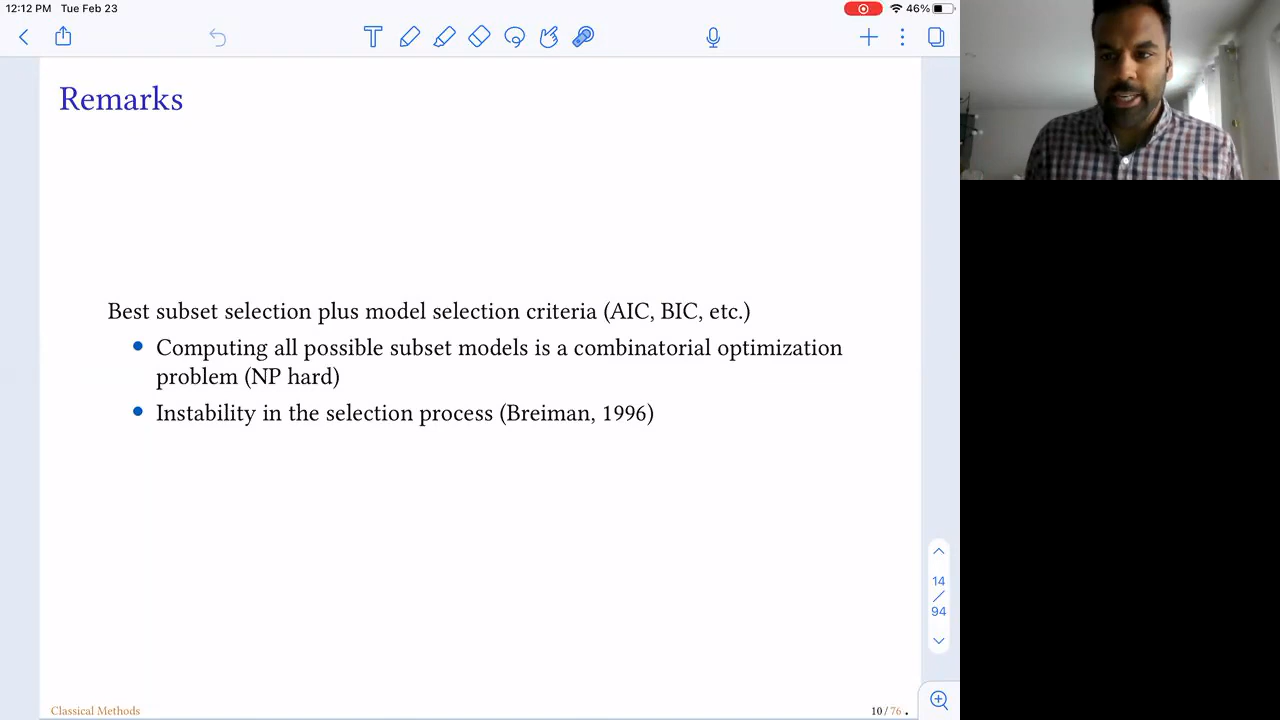 12:12 PM Tue Feb 23
46%
Remarks
Best subset selection plus model selection criteria (AIC, BIC, etc.)
• Computing all possible subset models is a combinatorial optimization
problem (NP hard)
• Instability in the selection process (Breiman, 1996)
14
/
94
Classical Methods
10 / 76 .